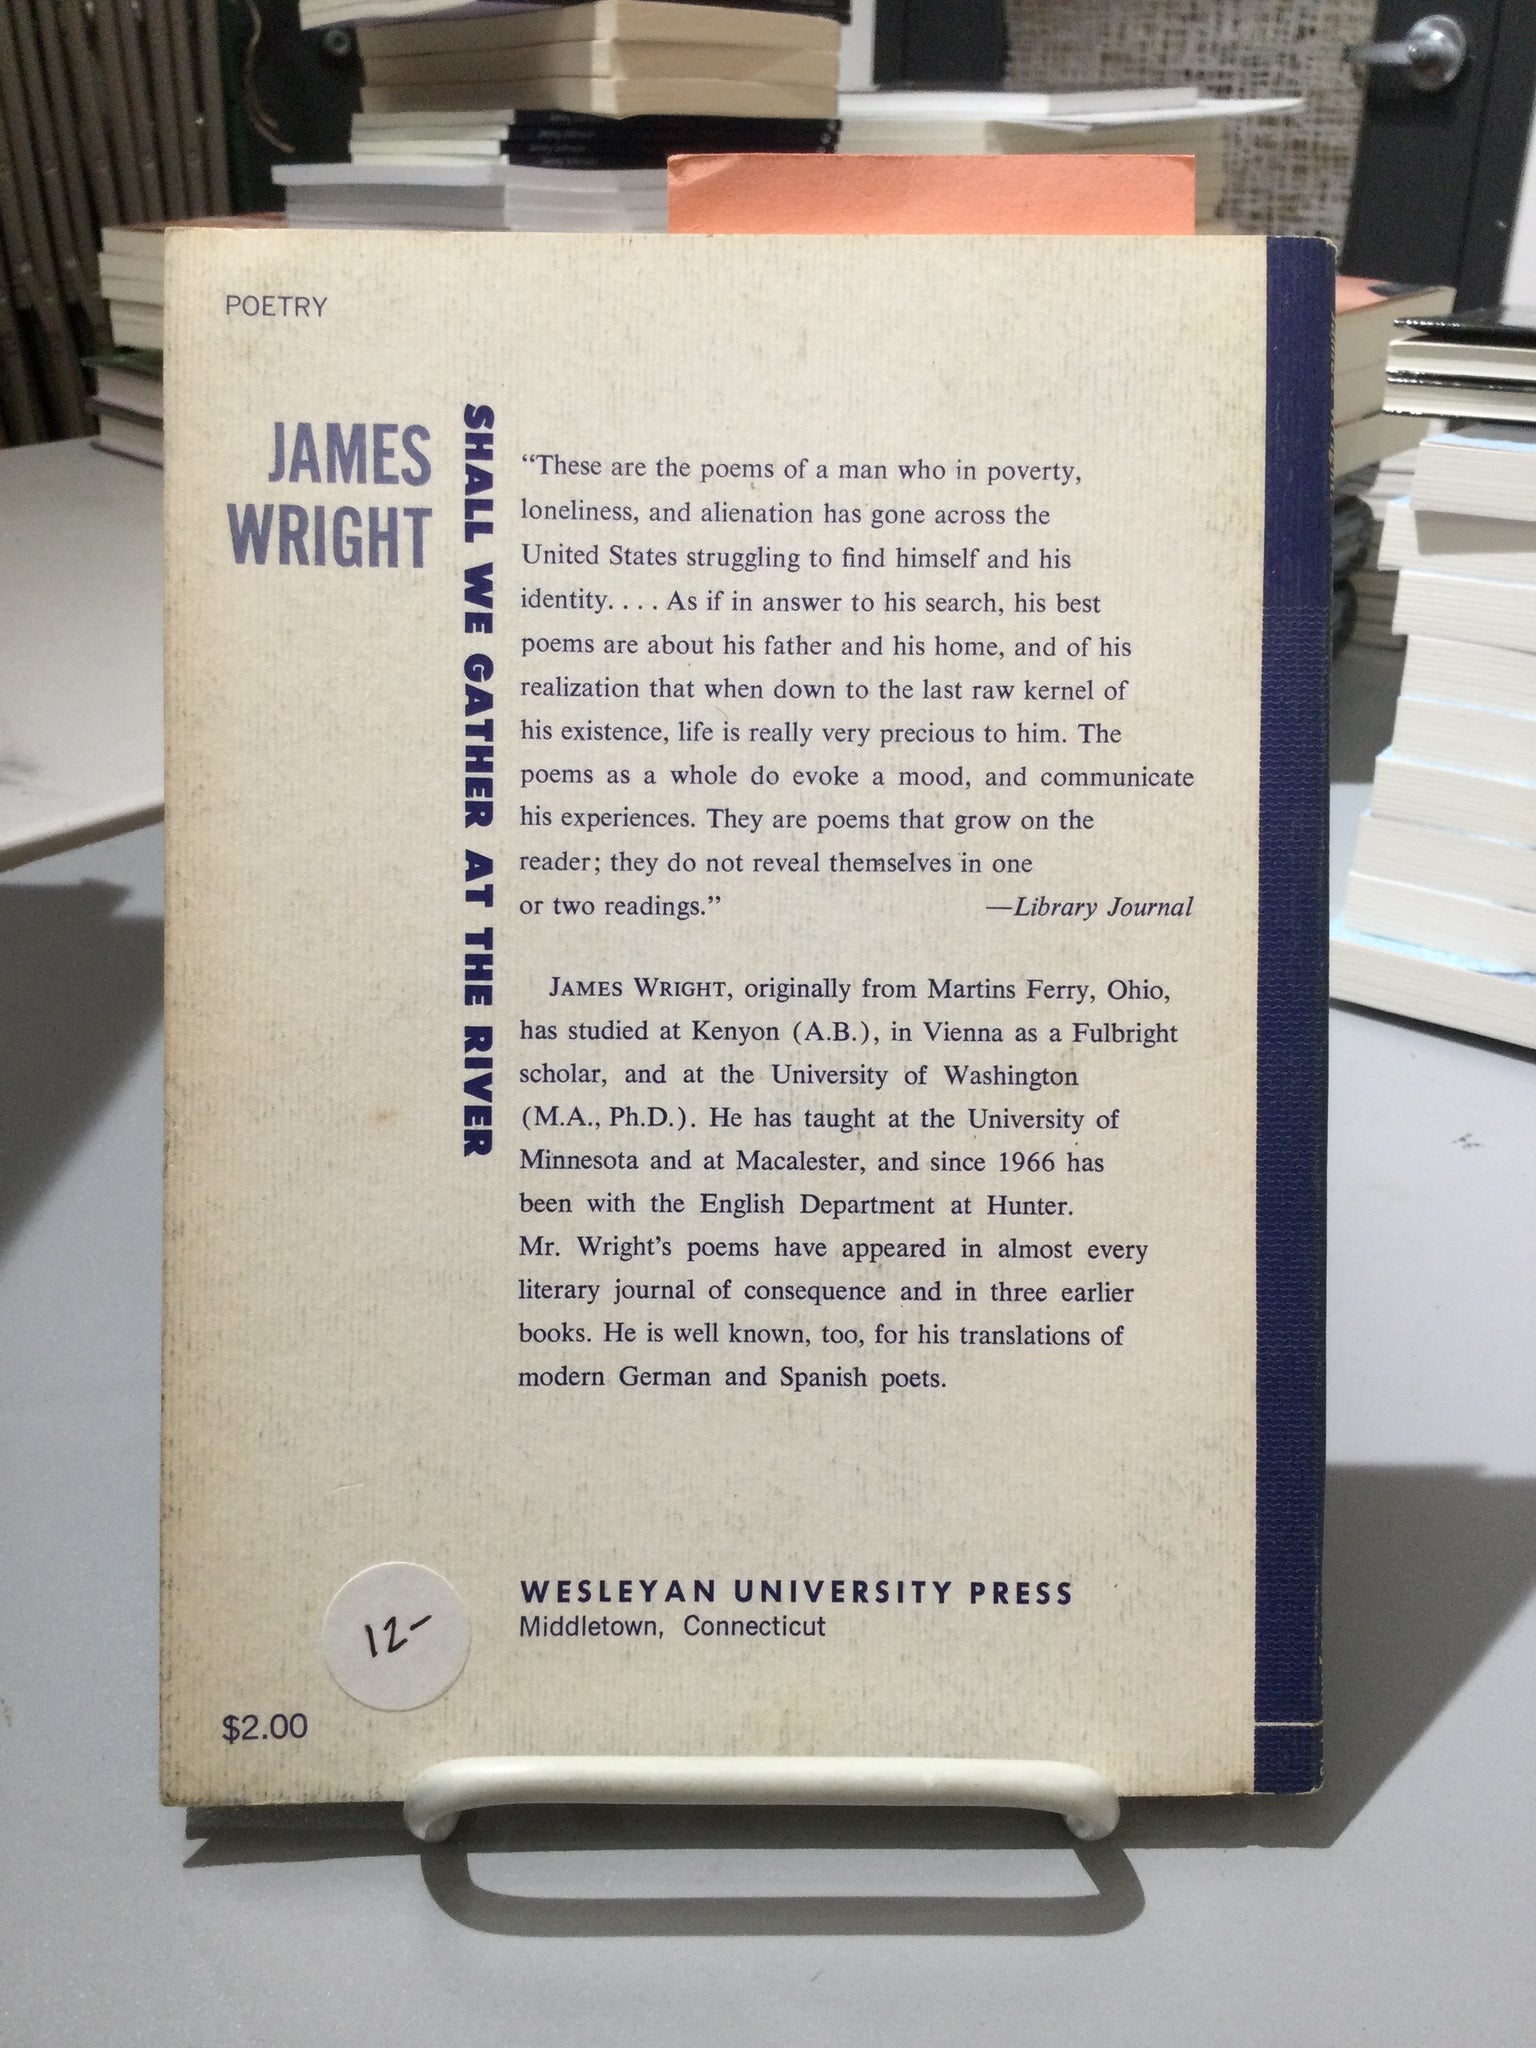 POETRY
JAMES
WRIGHT
SHALL WE GATHER AT THE RIVER
“These are the poems of a man who in poverty,
loneliness, and alienation has gone across the
United States struggling to find himself and his
identity. . . . As if in answer to his search, his best
poems are about his father and his home, and of his
realization that when down to the last raw kernel of
his existence, life is really very precious to him. The
poems as a whole do evoke a mood, and communicate
his experiences. They are poems that grow on the
reader; they do not reveal themselves in one
or two readings.” —Library Journal
JAMES WRIGHT, originally from Martins Ferry, Ohio,
has studied at Kenyon (A.B.), in Vienna as a Fulbright
scholar, and at the University of Washington
(M.A., Ph.D.). He has taught at the University of
Minnesota and at Macalester, and since 1966 has
been with the English Department at Hunter.
Mr. Wright’s poems have appeared in almost every
literary journal of consequence and in three earlier
books. He is well known, too, for his translations of
modern German and Spanish poets.
WESLEYAN UNIVERSITY PRESS
Middletown, Connecticut
12-
$2.00